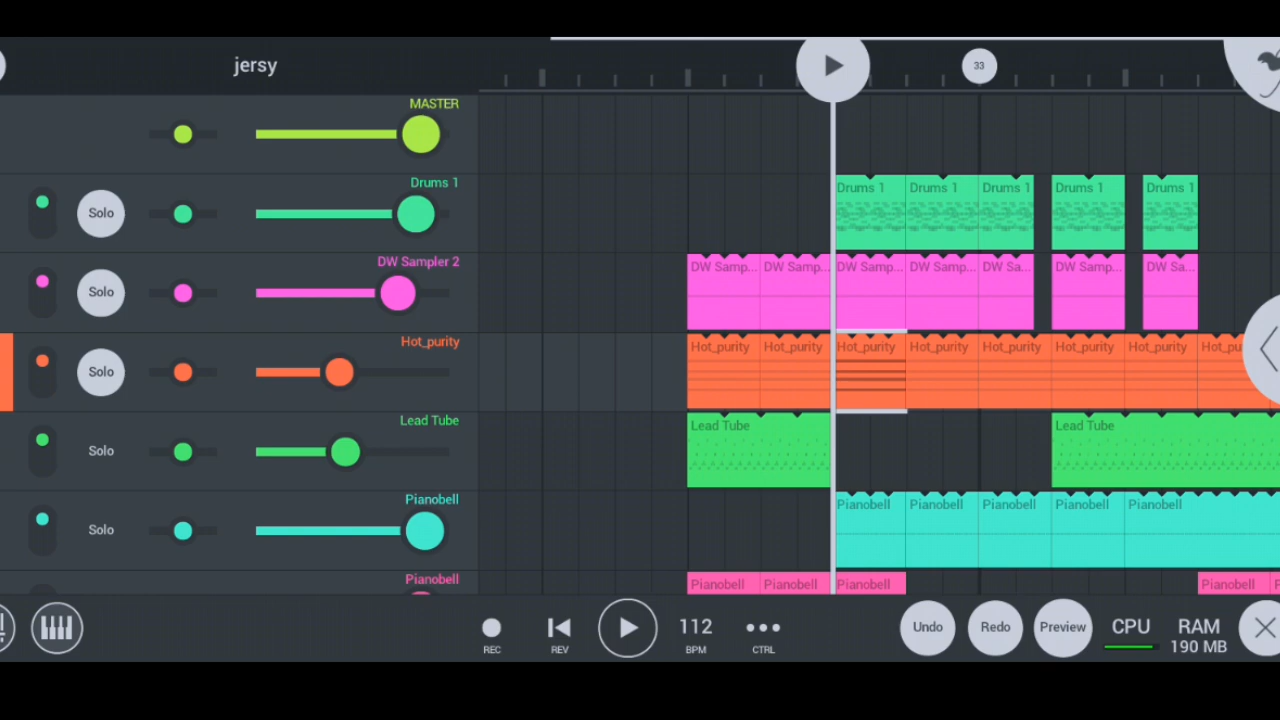 jersy
33
MASTER
Drums 1
Solo
Drums 1 Drums 1 Drums 1 Drums 1 Drums 1
DW Sampler 2
Solo
DW Samp... DW Samp... DW Samp... DW Samp... DW Sa... DW Samp... DW Sa...
Hot_purity
Solo
Hot_purity Hot_purity Hot_purity Hot_purity Hot_purity Hot_purity Hot_purity Hot_pu
Lead Tube
Solo
Lead Tube Lead Tube
Pianobell
Solo
Pianobell Pianobell Pianobell Pianobell Pianobell
Pianobell
Pianobell Pianobell Pianobell Pianobell
REC
REV
112
BPM
CTRL
Undo
Redo
Preview
CPU
RAM
190 MB